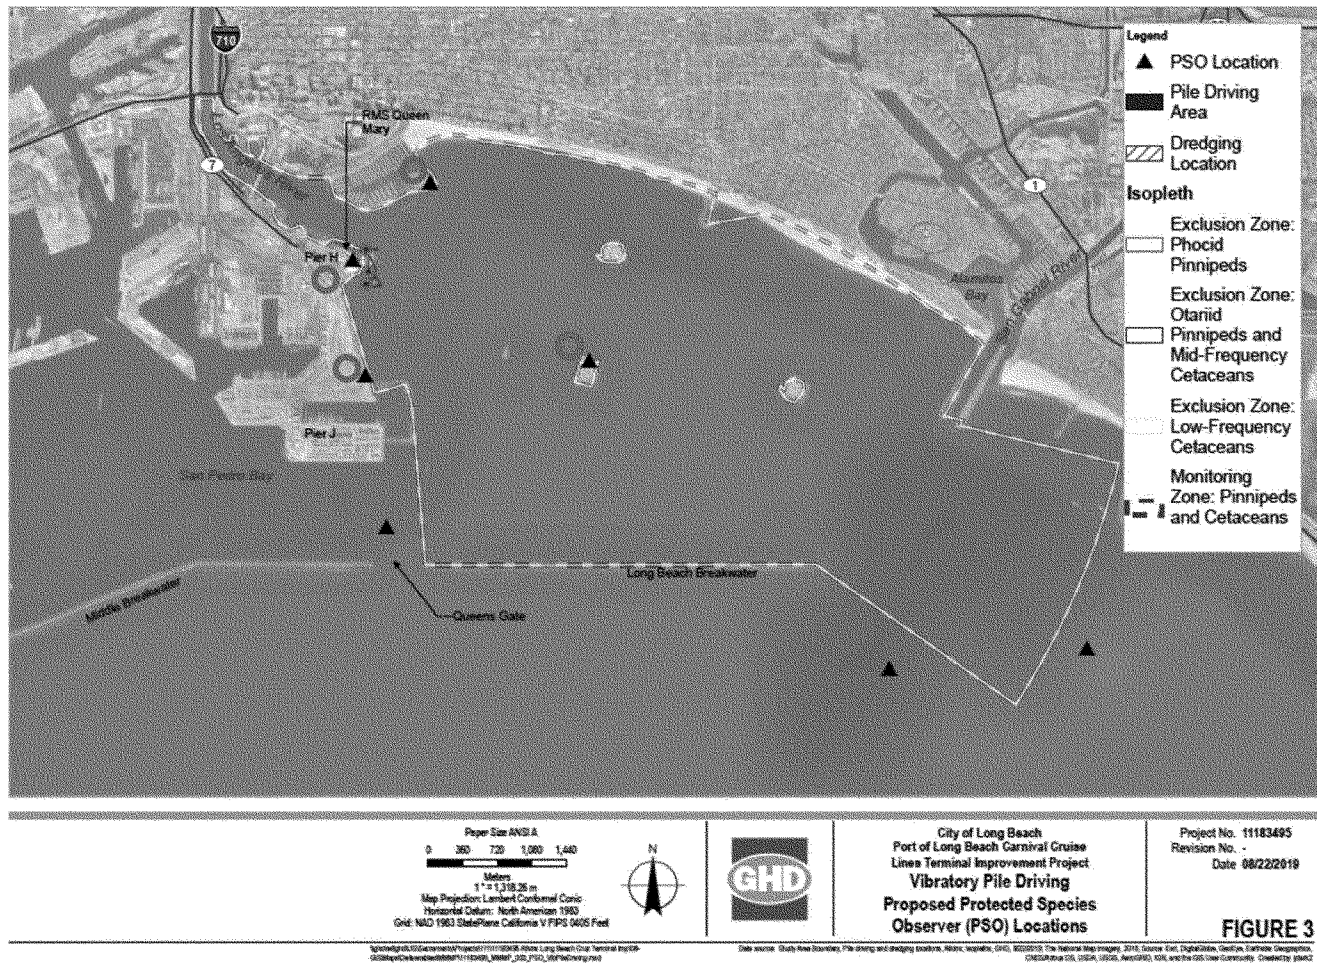 710
RMS Queen
Mary
7
1
Pier H
Alamitos
Bay
San Gabriel River
Pier J
San Pedro Bay
Long Beach Breakwater
Middle Breakwater
Queens Gate
Legend
PSO Location
Pile Driving
Area
Dredging
Location
Isopleth
Exclusion Zone:
Phocid
Pinnipeds
Exclusion Zone:
Otariid
Pinnipeds and
Mid-Frequency
Cetaceans
Exclusion Zone:
Low-Frequency
Cetaceans
Monitoring
Zone: Pinnipeds
and Cetaceans
Paper Size ANSI A
0 360 720 1,080 1,440
Meters
1 " = 1,318.26 m
Map Projection: Lambert Conformal Conic
Horizontal Datum: North American 1983
Grid: NAD 1983 StatePlane California V FIPS 0405 Feet
N
GHD
City of Long Beach
Port of Long Beach Carnival Cruise
Lines Terminal Improvement Project
Vibratory Pile Driving
Proposed Protected Species
Observer (PSO) Locations
Project No. 11183495
Revision No. -
Date 08/22/2019
FIGURE 3